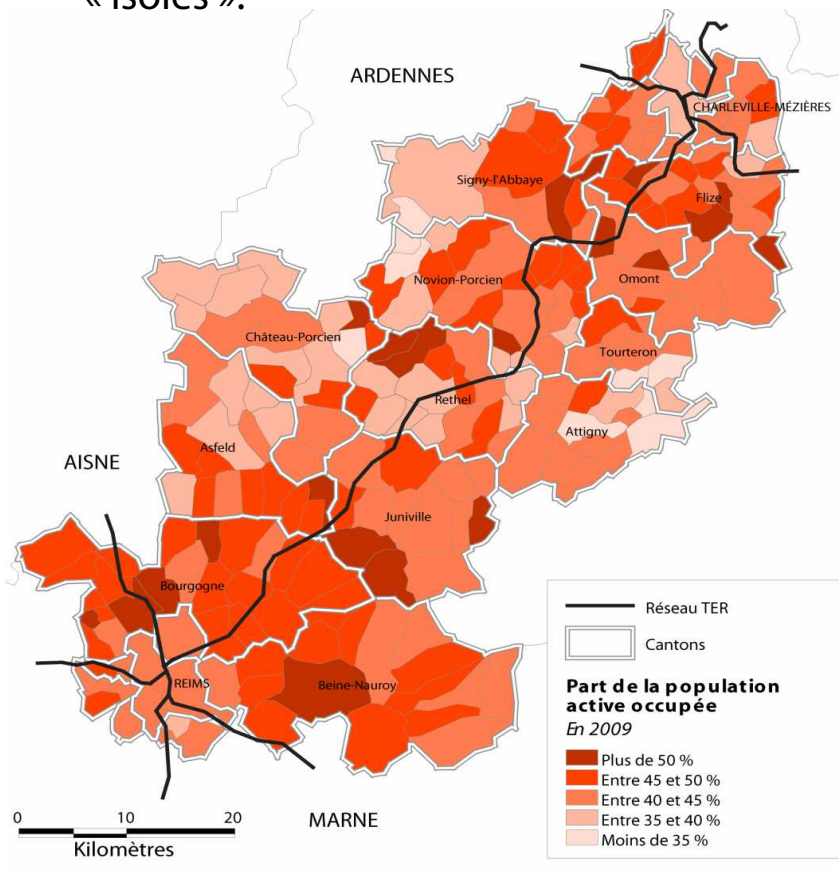 « isolés ».
ARDENNES
CHARLEVILLE-MÉZIÈRES
Signy-l'Abbaye
Flize
Novion-Porcien
Omont
Château-Porcien
Tourteron
Rethel
Attigny
Asfeld
AISNE
Juniville
Bourgogne
REIMS
Beine-Nauroy
MARNE
0 10 20
Kilomètres
Réseau TER
Cantons
Part de la population
active occupée
En 2009
Plus de 50 %
Entre 45 et 50 %
Entre 40 et 45 %
Entre 35 et 40 %
Moins de 35 %